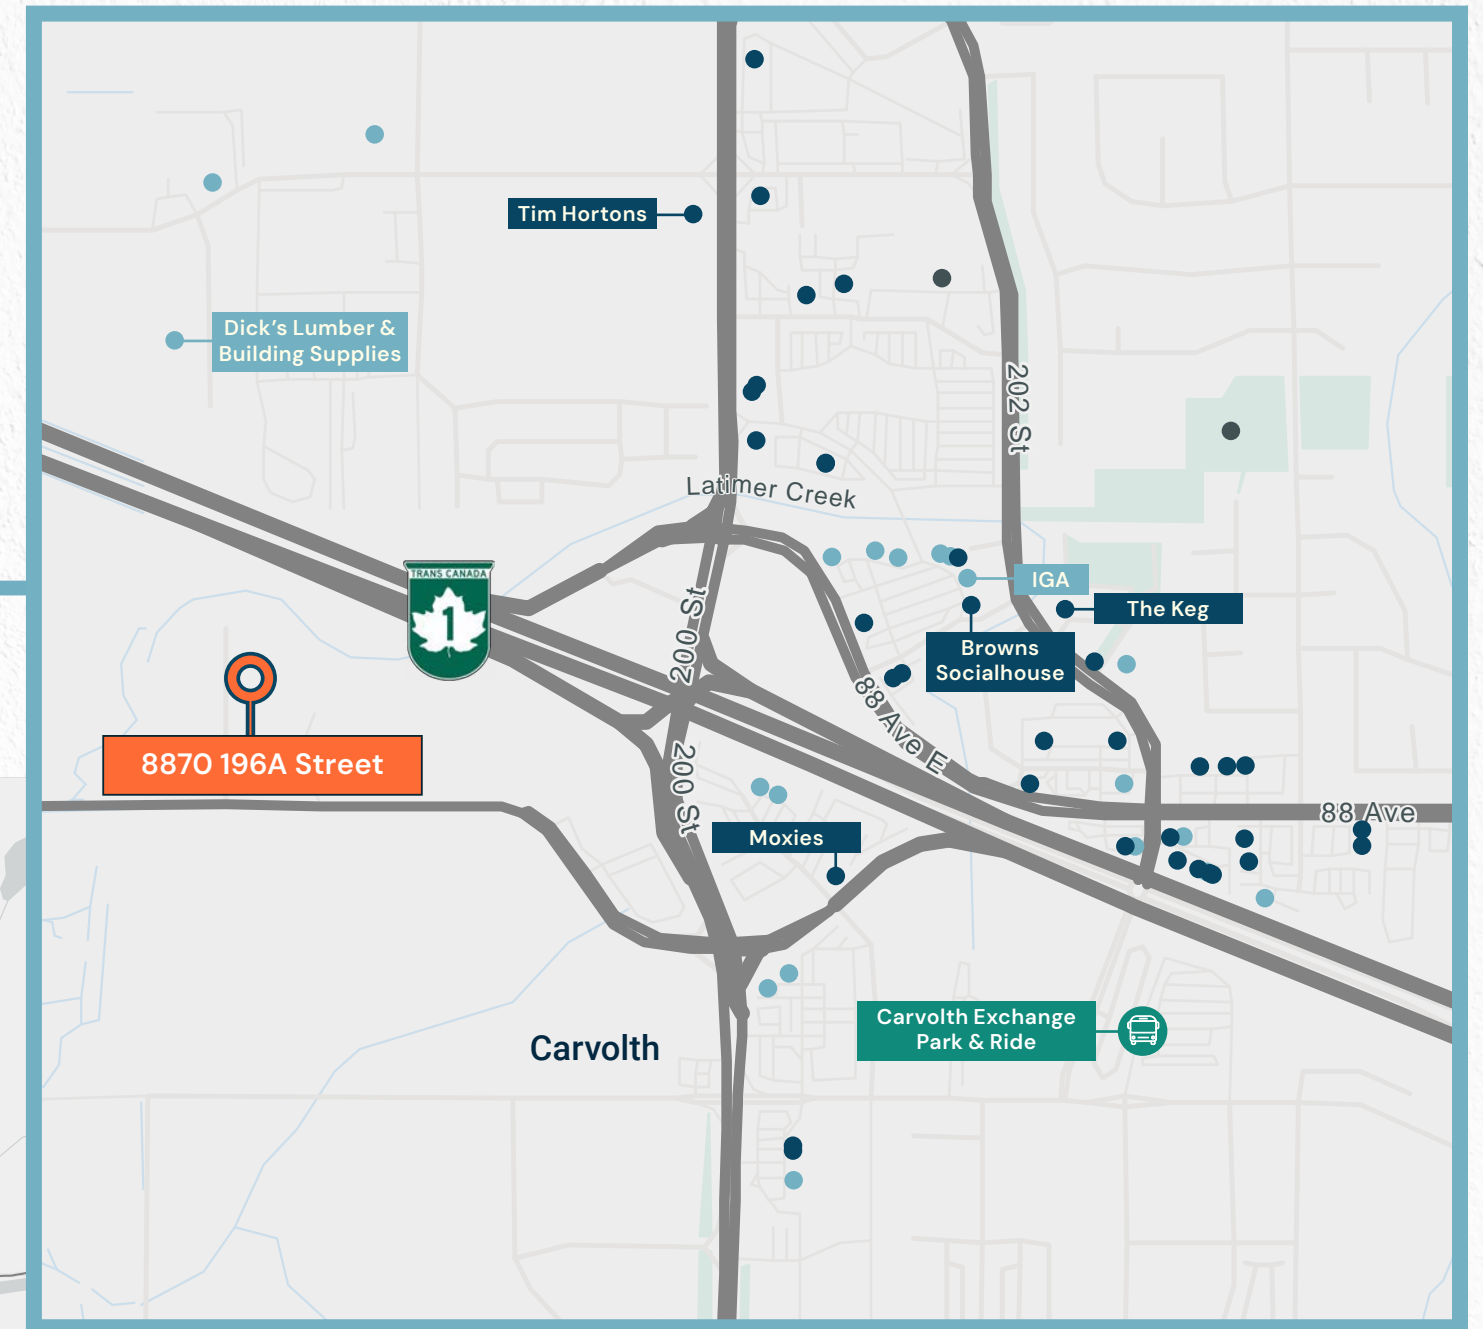 Tim Hortons
Dick's Lumber &
Building Supplies
202 St
Latimer Creek
TRANS CANADA
1
IGA
200 St
The Keg
Browns
Socialhouse
88 Ave E
8870 196A Street
200 St
88 Ave
Moxies
Carvolth Exchange
Park & Ride
Carvolth